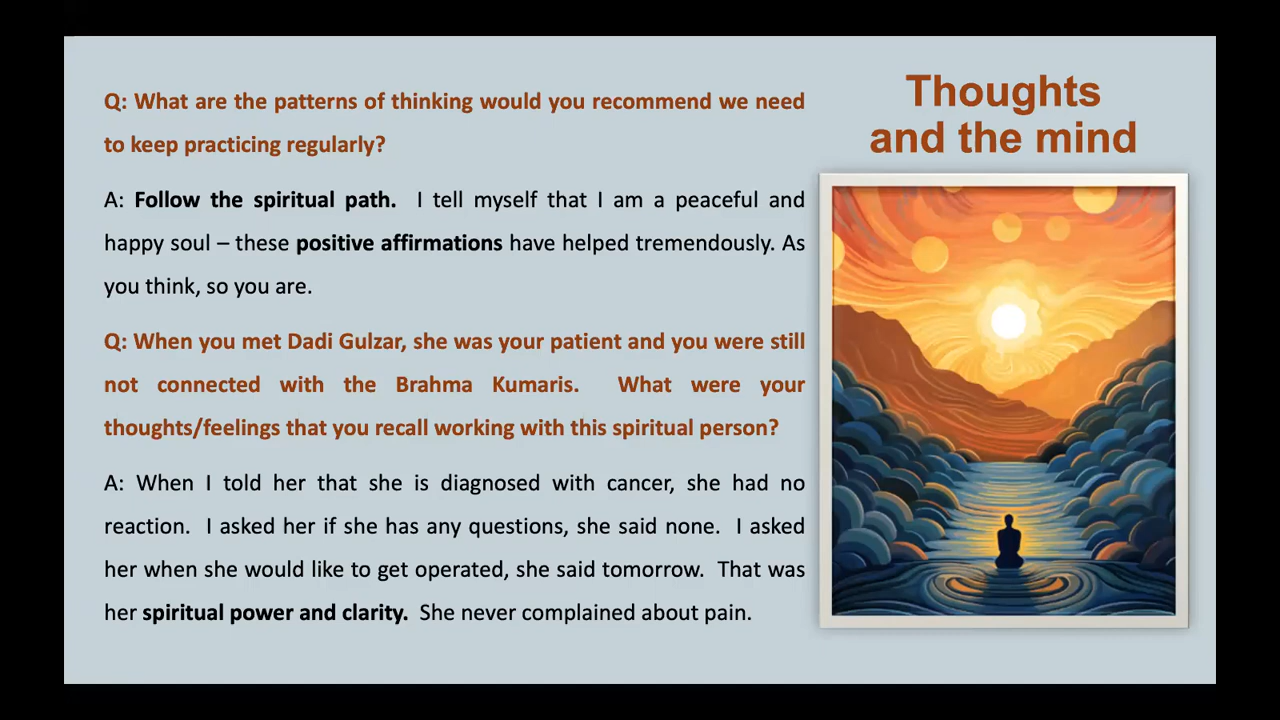 Thoughts
and the mind
Q: What are the patterns of thinking would you recommend we need
to keep practicing regularly?
A: Follow the spiritual path. I tell myself that I am a peaceful and
happy soul – these positive affirmations have helped tremendously. As
you think, so you are.
Q: When you met Dadi Gulzar, she was your patient and you were still
not connected with the Brahma Kumaris. What were your
thoughts/feelings that you recall working with this spiritual person?
A: When I told her that she is diagnosed with cancer, she had no
reaction. I asked her if she has any questions, she said none. I asked
her when she would like to get operated, she said tomorrow. That was
her spiritual power and clarity. She never complained about pain.